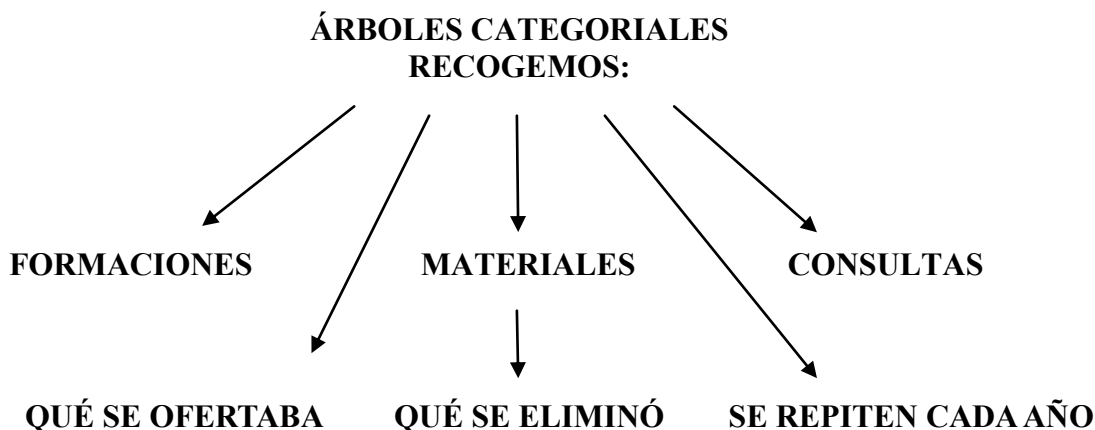 ÁRBOLES CATEGORIALES
RECOGEMOS:
FORMACIONES
MATERIALES
CONSULTAS
QUÉ SE OFERTABA
QUÉ SE ELIMINÓ
SE REPITEN CADA AÑO